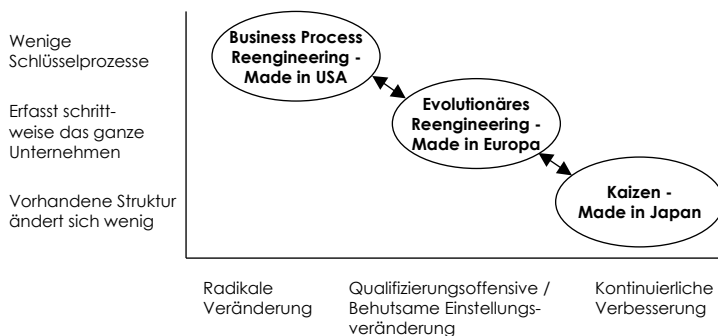 Wenige
Schlüsselprozesse
Business Process
Reengineering -
Made in USA
Erfasst schritt-
weise das ganze
Unternehmen
Evolutionäres
Reengineering -
Made in Europa
Vorhandene Struktur
ändert sich wenig
Kaizen -
Made in Japan
Radikale
Veränderung
Qualifizierungsoffensive /
Behutsame Einstellungs-
veränderung
Kontinuierliche
Verbesserung